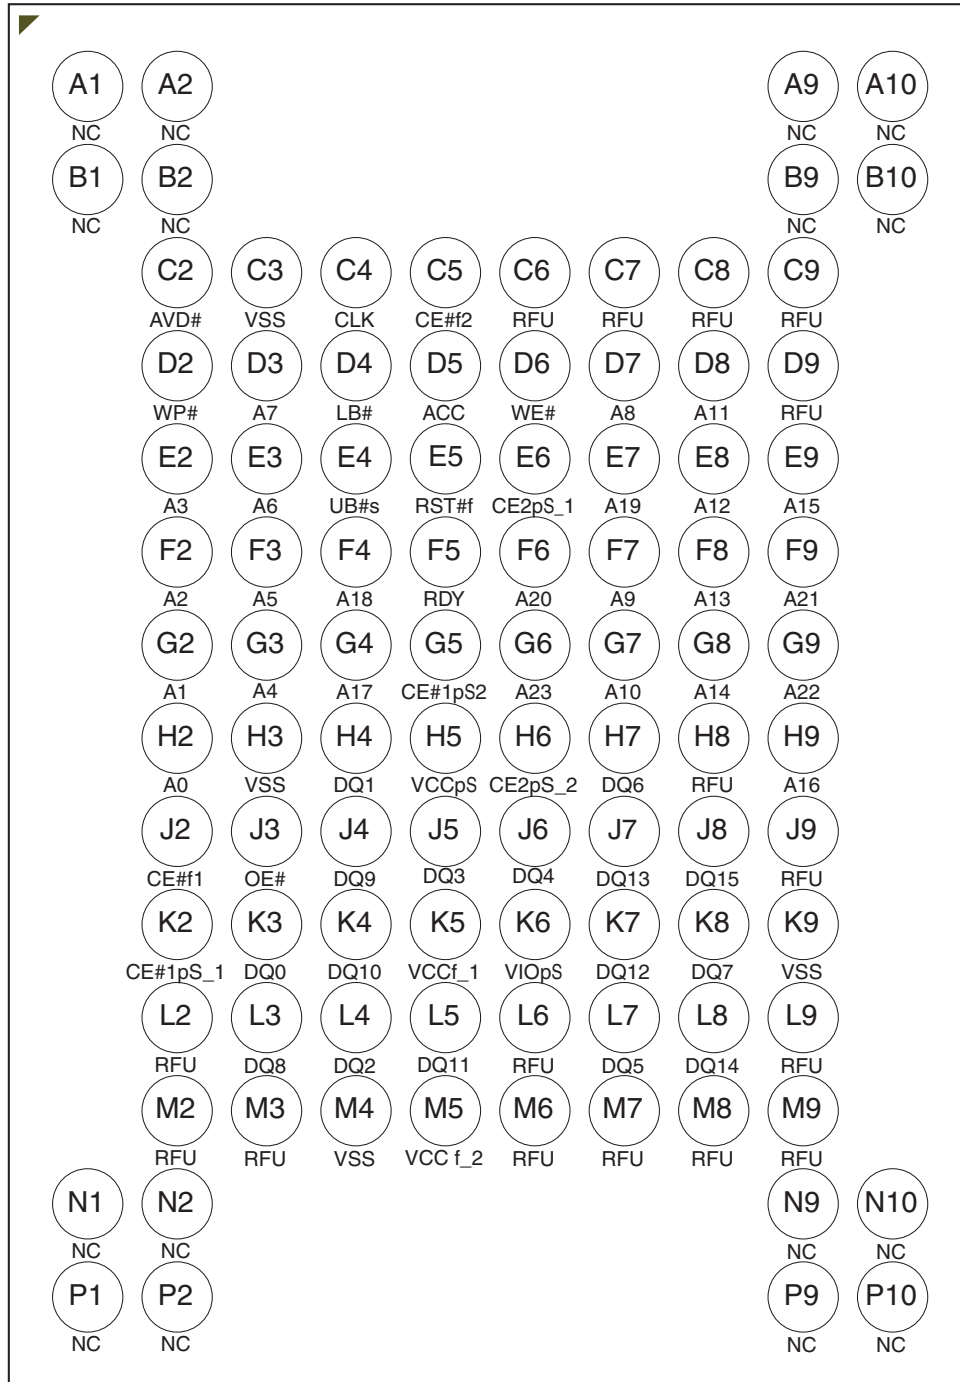 A1 A2 A9 A10
NC NC NC NC
B1 B2 B9 B10
NC NC NC NC
C2 C3 C4 C5 C6 C7 C8 C9
AVD# VSS CLK CE#f2 RFU RFU RFU RFU
D2 D3 D4 D5 D6 D7 D8 D9
WP# A7 LB# ACC WE# A8 A11 RFU
E2 E3 E4 E5 E6 E7 E8 E9
A3 A6 UB#s RST#f CE2pS_1 A19 A12 A15
F2 F3 F4 F5 F6 F7 F8 F9
A2 A5 A18 RDY A20 A9 A13 A21
G2 G3 G4 G5 G6 G7 G8 G9
A1 A4 A17 CE#1pS2 A23 A10 A14 A22
H2 H3 H4 H5 H6 H7 H8 H9
A0 VSS DQ1 VCCpS CE2pS_2 DQ6 RFU A16
J2 J3 J4 J5 J6 J7 J8 J9
CE#f1 OE# DQ9 DQ3 DQ4 DQ13 DQ15 RFU
K2 K3 K4 K5 K6 K7 K8 K9
CE#1pS_1 DQ0 DQ10 VCCf_1 VIOpS DQ12 DQ7 VSS
L2 L3 L4 L5 L6 L7 L8 L9
RFU DQ8 DQ2 DQ11 RFU DQ5 DQ14 RFU
M2 M3 M4 M5 M6 M7 M8 M9
RFU RFU VSS VCC f_2 RFU RFU RFU RFU
N1 N2 N9 N10
NC NC NC NC
P1 P2 P9 P10
NC NC NC NC